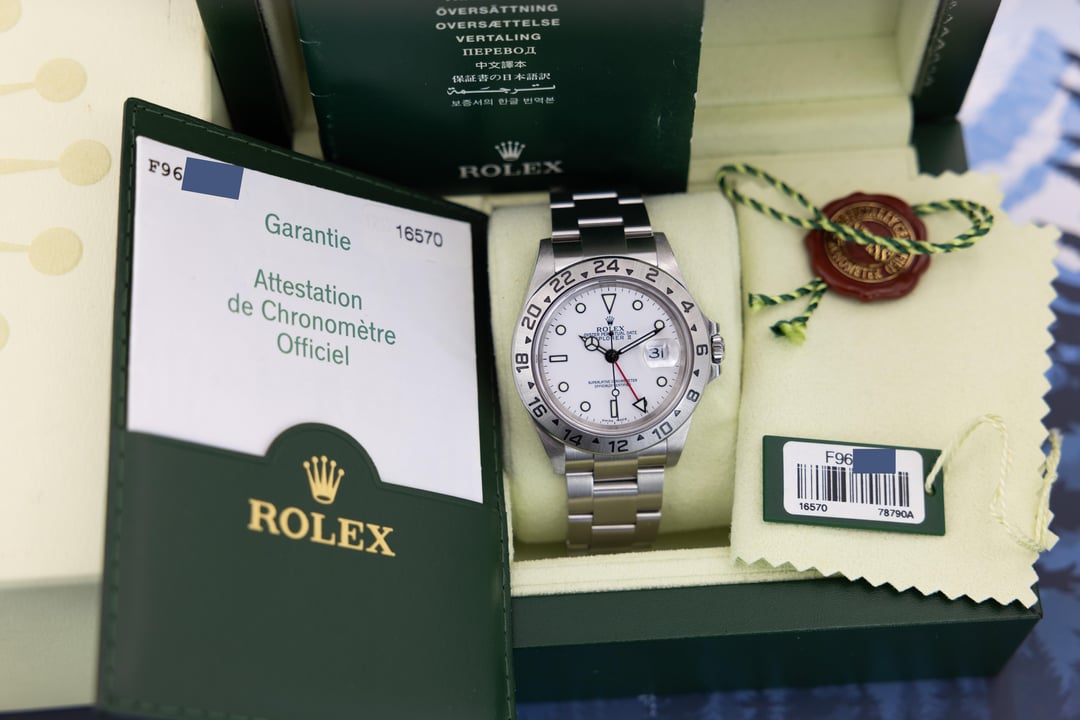 ÖVERSÄTTNING
OVERSÆTTELSE
VERTALING
ПЕРЕВОД
中文譯本
保証書の日本語訳
ترجمة
보증서의 한글 번역본
ROLEX
F96
16570
Garantie
Attestation
de Chronomètre
Officiel
ROLEX
24
2
4
6
8
10
12
14
16
18
20
22
ROLEX
OYSTER PERPETUAL DATE
EXPLORER II
31
SUPERLATIVE CHRONOMETER
OFFICIALLY CERTIFIED
F96
16570
78790A